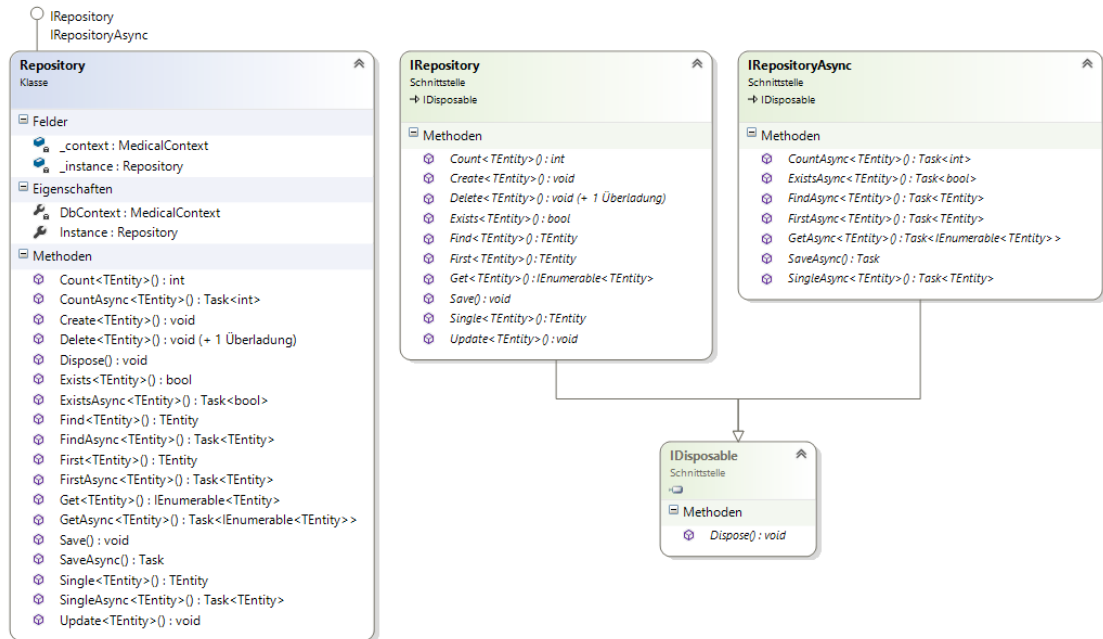 IRepository
IRepositoryAsync
Repository
Klasse
Felder
_context : MedicalContext
_instance : Repository
Eigenschaften
DbContext : MedicalContext
Instance : Repository
Methoden
Count<TEntity>() : int
CountAsync<TEntity>() : Task<int>
Create<TEntity>() : void
Delete<TEntity>() : void (+ 1 Überladung)
Dispose() : void
Exists<TEntity>() : bool
ExistsAsync<TEntity>() : Task<bool>
Find<TEntity>() : TEntity
FindAsync<TEntity>() : Task<TEntity>
First<TEntity>() : TEntity
FirstAsync<TEntity>() : Task<TEntity>
Get<TEntity>() : IEnumerable<TEntity>
GetAsync<TEntity>() : Task<IEnumerable<TEntity>>
Save() : void
SaveAsync() : Task
Single<TEntity>() : TEntity
SingleAsync<TEntity>() : Task<TEntity>
Update<TEntity>() : void
IRepository
Schnittstelle
IDisposable
Methoden
Count<TEntity>() : int
Create<TEntity>() : void
Delete<TEntity>() : void (+ 1 Überladung)
Exists<TEntity>() : bool
Find<TEntity>() : TEntity
First<TEntity>() : TEntity
Get<TEntity>() : IEnumerable<TEntity>
Save() : void
Single<TEntity>() : TEntity
Update<TEntity>() : void
IRepositoryAsync
Schnittstelle
IDisposable
Methoden
CountAsync<TEntity>() : Task<int>
ExistsAsync<TEntity>() : Task<bool>
FindAsync<TEntity>() : Task<TEntity>
FirstAsync<TEntity>() : Task<TEntity>
GetAsync<TEntity>() : Task<IEnumerable<TEntity>>
SaveAsync() : Task
SingleAsync<TEntity>() : Task<TEntity>
IDisposable
Schnittstelle
Methoden
Dispose() : void